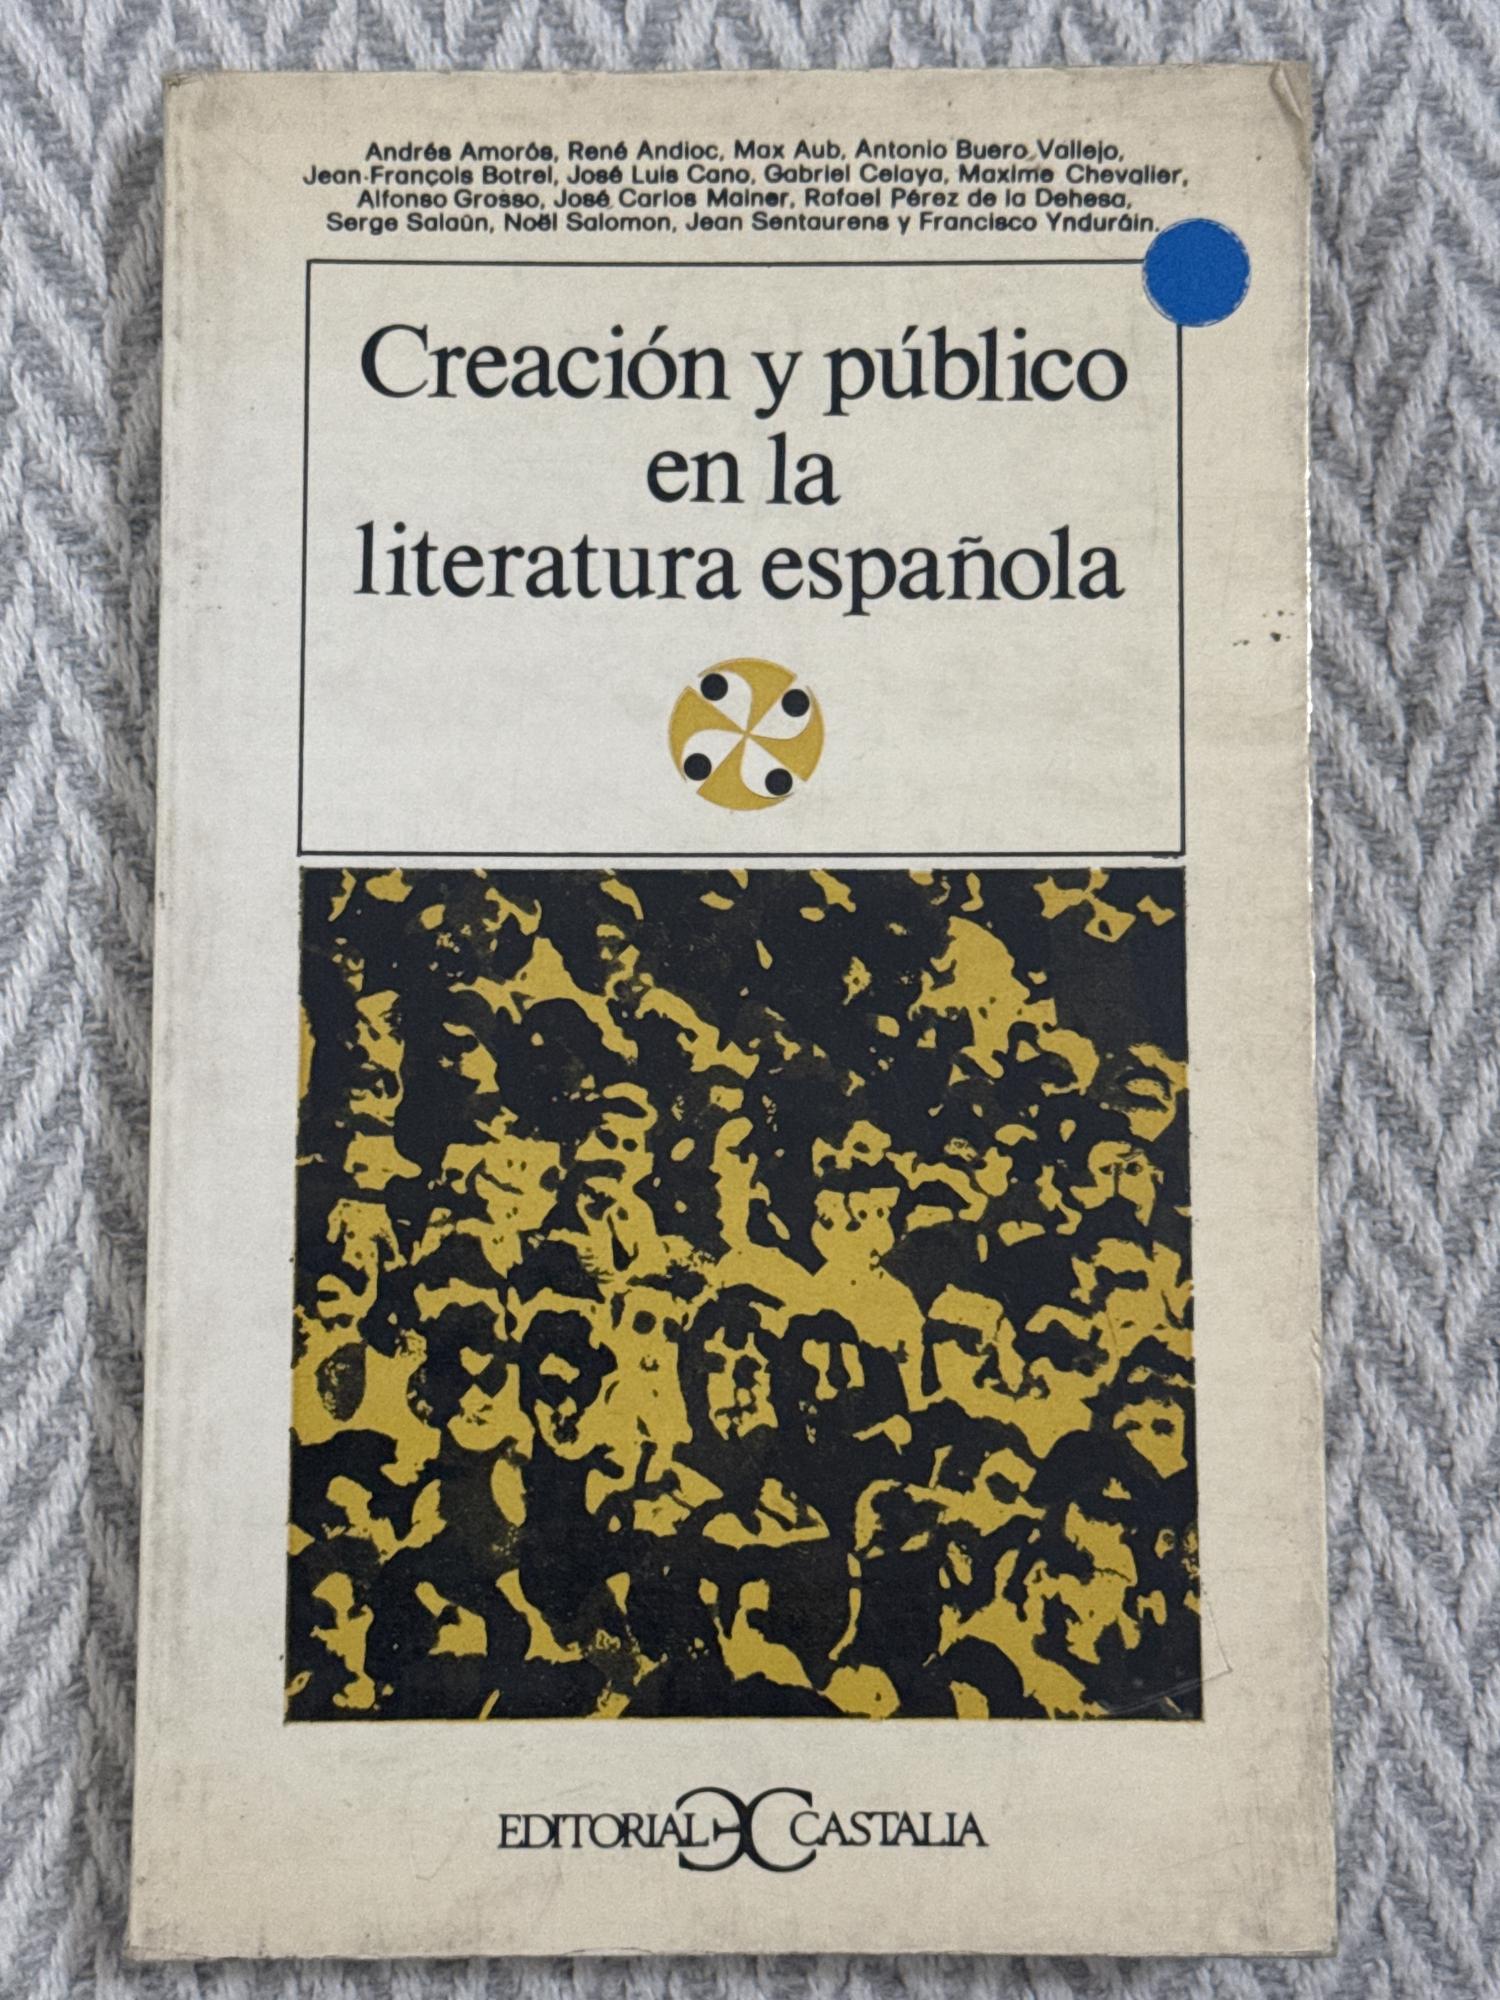 Andrés Amorós, René Andioc, Max Aub, Antonio Buero Vallejo,
Jean-François Botrel, José Luis Cano, Gabriel Celaya, Maxime Chevalier,
Alfonso Grosso, José Carlos Mainer, Rafael Pérez de la Dehesa,
Serge Salaün, Noël Salomon, Jean Sentaurens y Francisco Ynduráin.
Creación y público
en la
literatura española
EDITORIAL EC CASTALIA